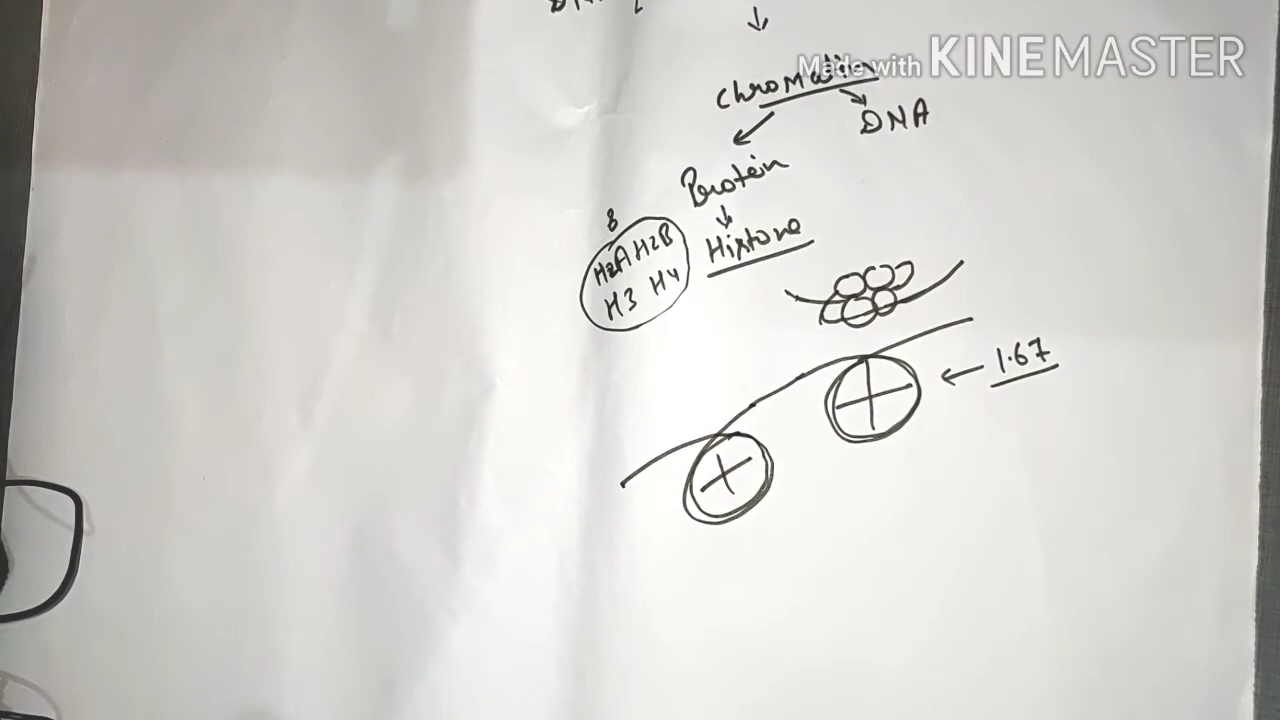 Made with KINEMASTER
Chromatin
DNA
Protein
Histone
8
H2A H2B
H3 H4
1.67